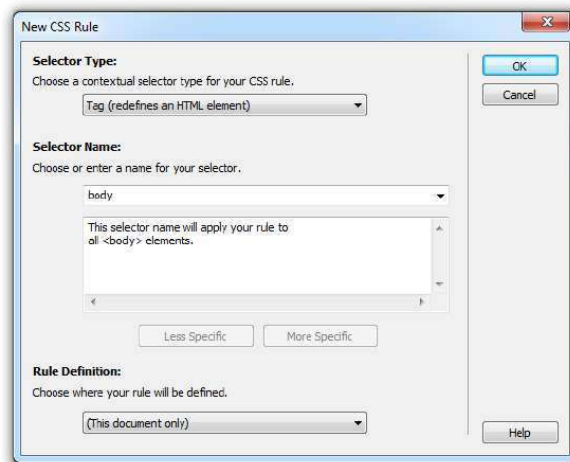 New CSS Rule
Selector Type:
Choose a contextual selector type for your CSS rule.
Tag (redefines an HTML element)
OK
Cancel
Selector Name:
Choose or enter a name for your selector.
body
This selector name will apply your rule to
all <body> elements.
Less Specific
More Specific
Rule Definition:
Choose where your rule will be defined.
(This document only)
Help